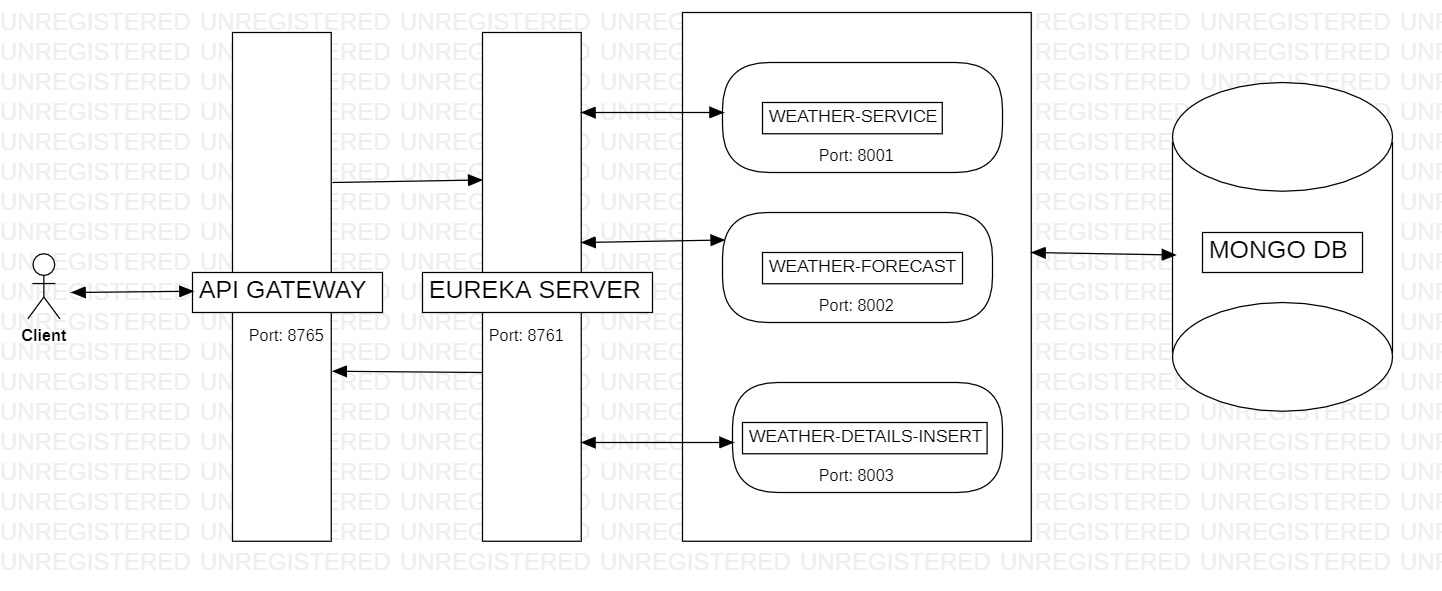 WEATHER-SERVICE
Port: 8001
WEATHER-FORECAST
Port: 8002
WEATHER-DETAILS-INSERT
Port: 8003
API GATEWAY
Port: 8765
EUREKA SERVER
Port: 8761
MONGO DB
Client
UNREGISTERED